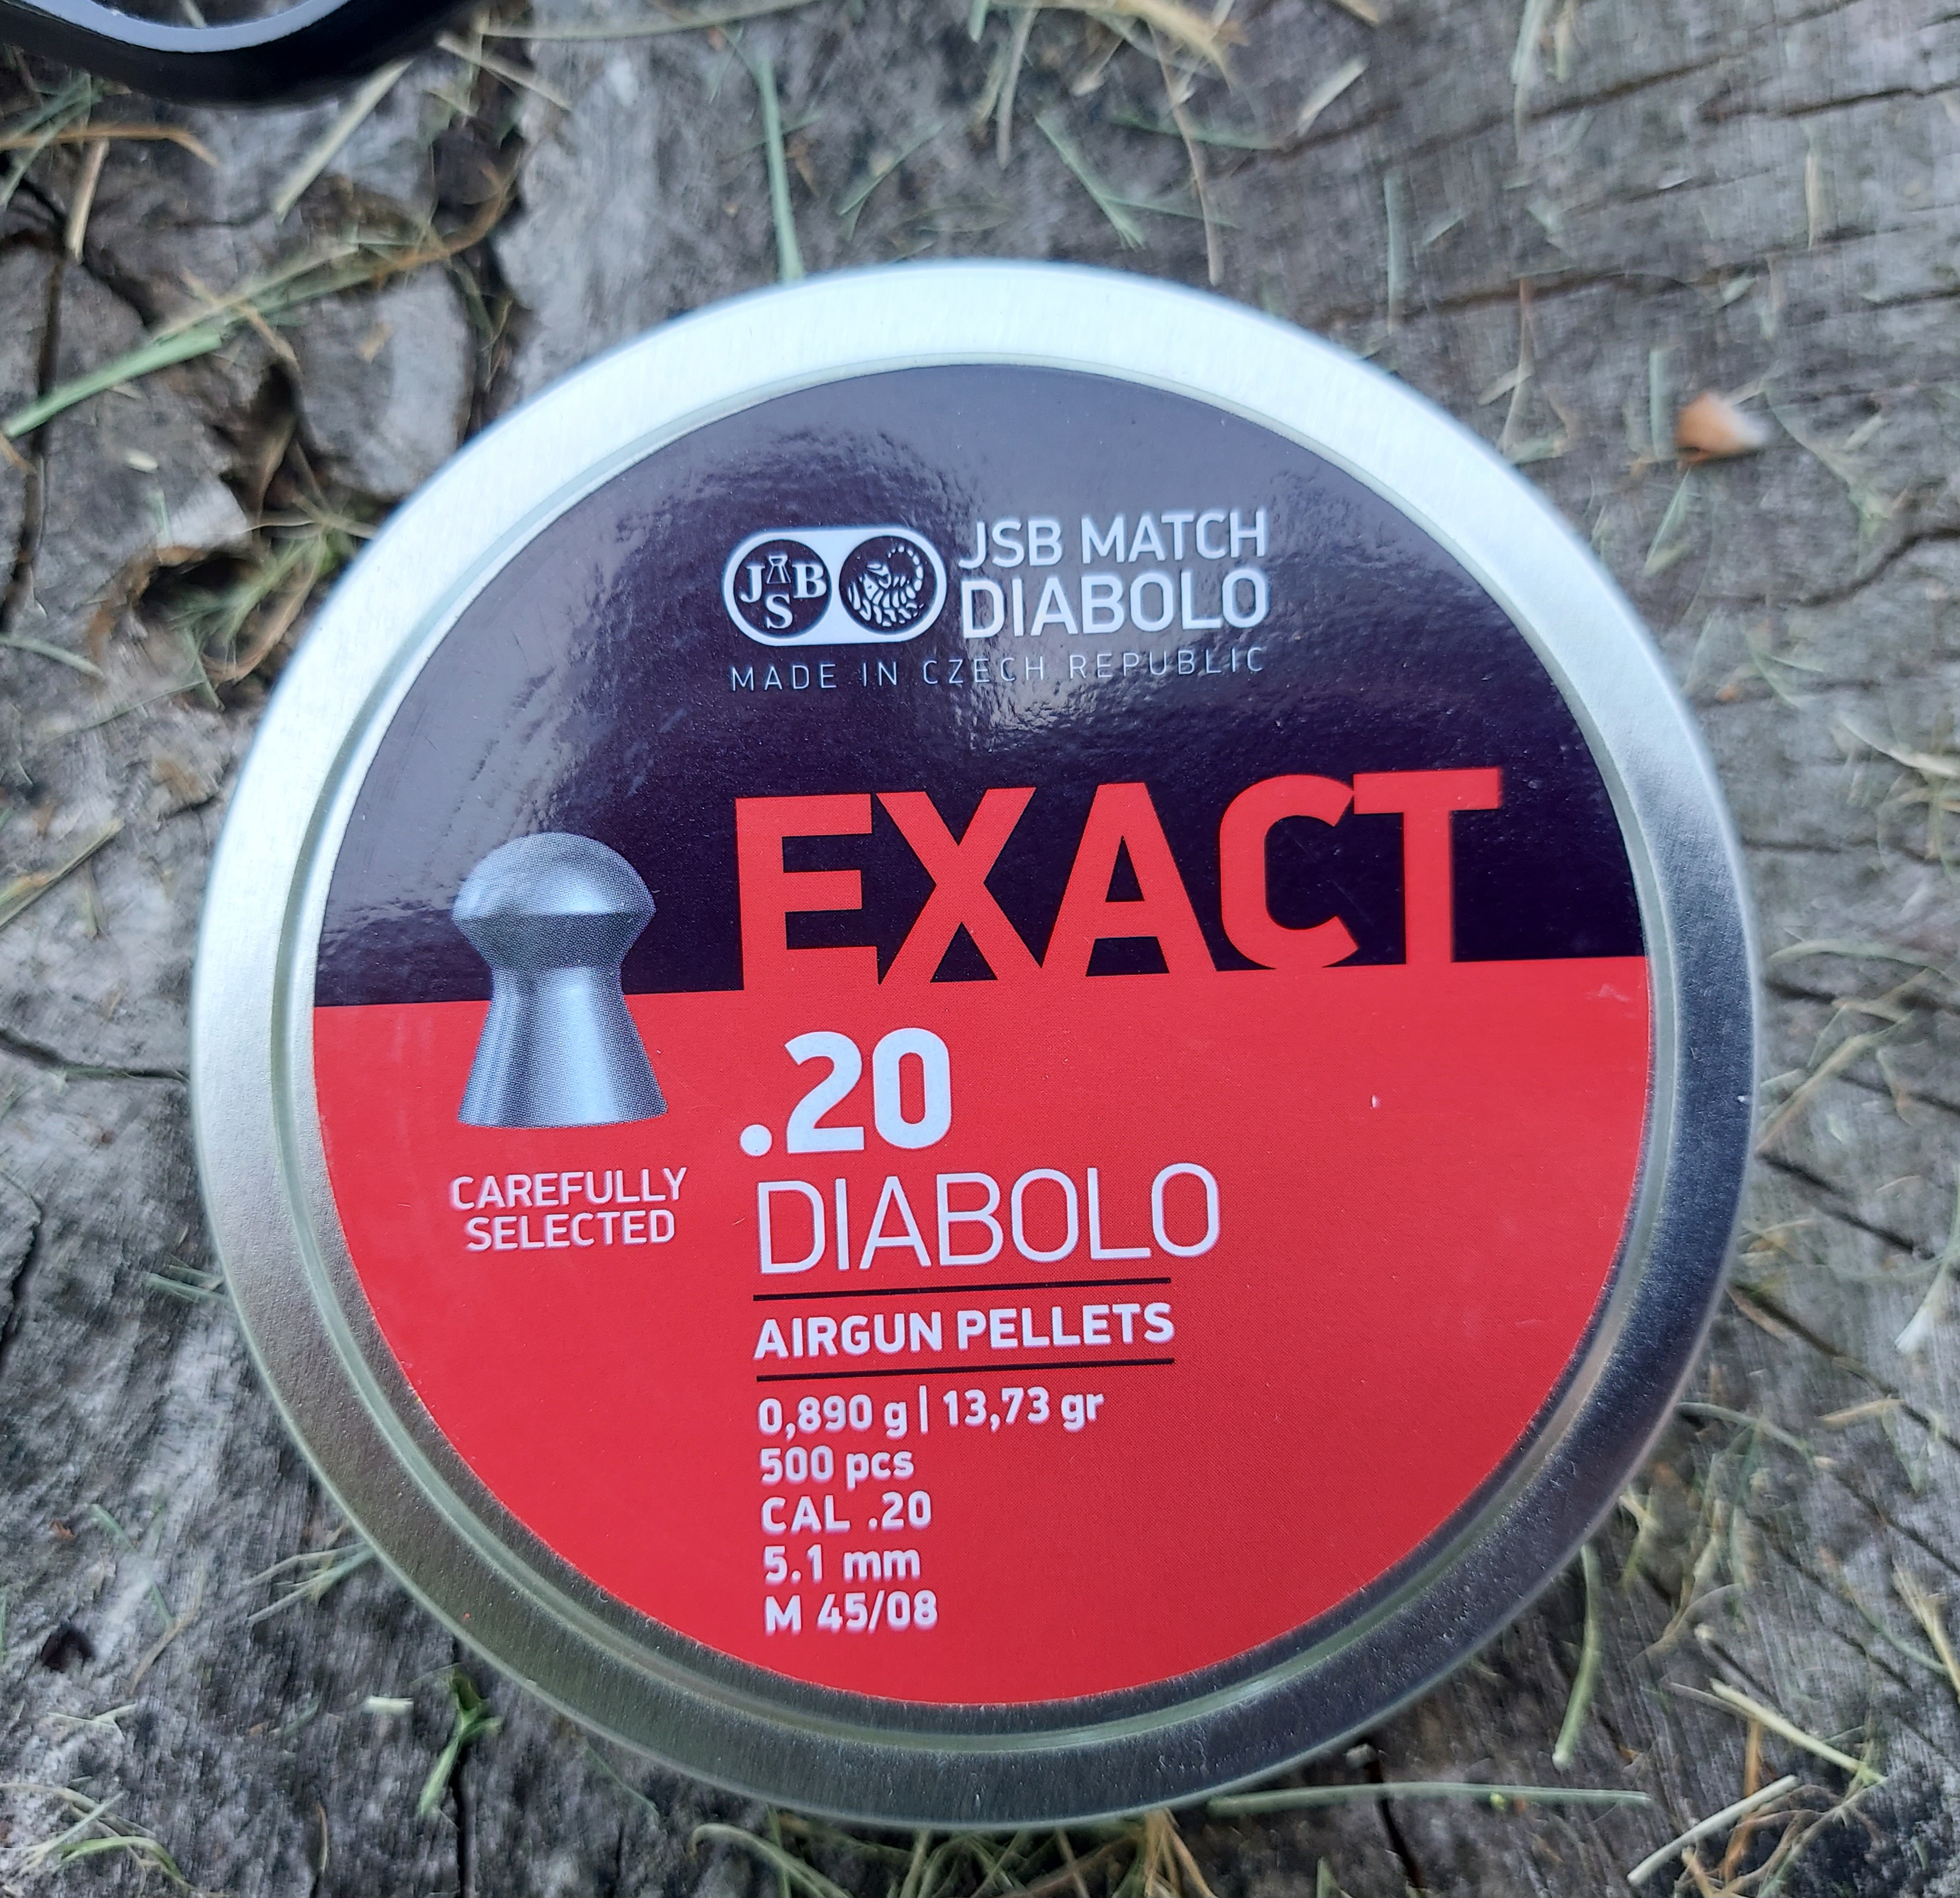 JSB
JSB MATCH
DIABOLO
MADE IN CZECH REPUBLIC
EXACT
.20
DIABOLO
CAREFULLY
SELECTED
AIRGUN PELLETS
0,890 g | 13,73 gr
500 pcs
CAL .20
5.1 mm
M 45/08